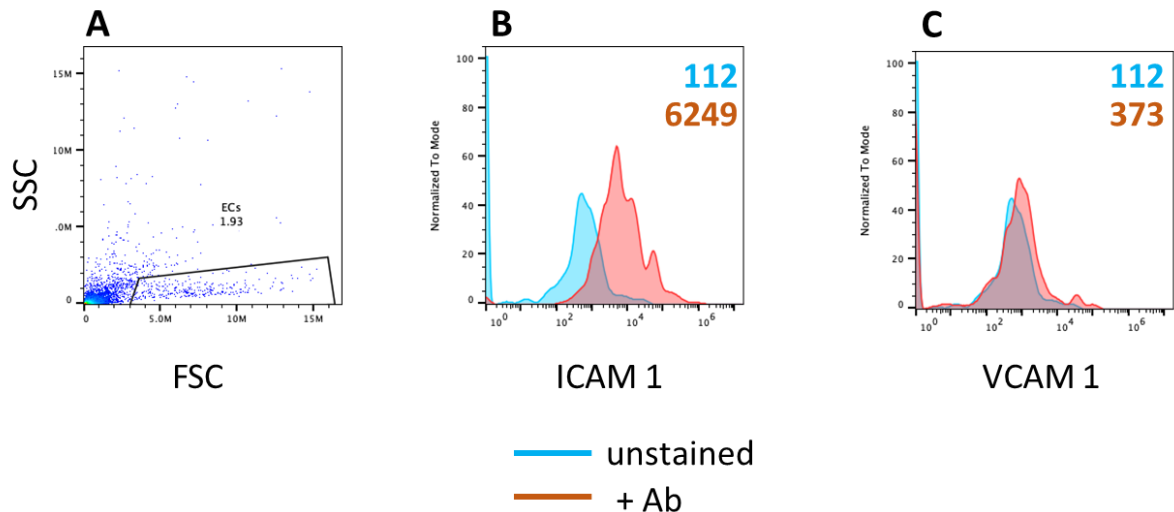 A
B
C
SSC
15M
10M
.0M
0
ECs
1.93
0
5.0M
10M
15M
FSC
Normalized To Mode
100
80
60
40
20
0
112
6249
10^0
10^2
10^4
10^6
ICAM 1
Normalized To Mode
100
80
60
40
20
0
112
373
10^0
10^2
10^4
10^6
VCAM 1
unstained
+ Ab